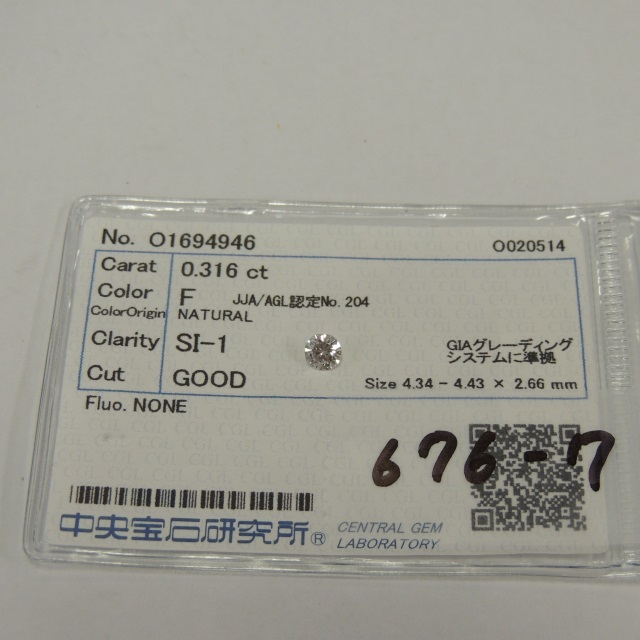 No. O1694946 O020514
Carat 0.316 ct
Color F JJA/AGL認定No.204
ColorOrigin NATURAL
Clarity SI-1 GIAグレーディング
システムに準拠
Cut GOOD Size 4.34 - 4.43 × 2.66 mm
Fluo. NONE
676-7
中央宝石研究所® CENTRAL GEM
LABORATORY